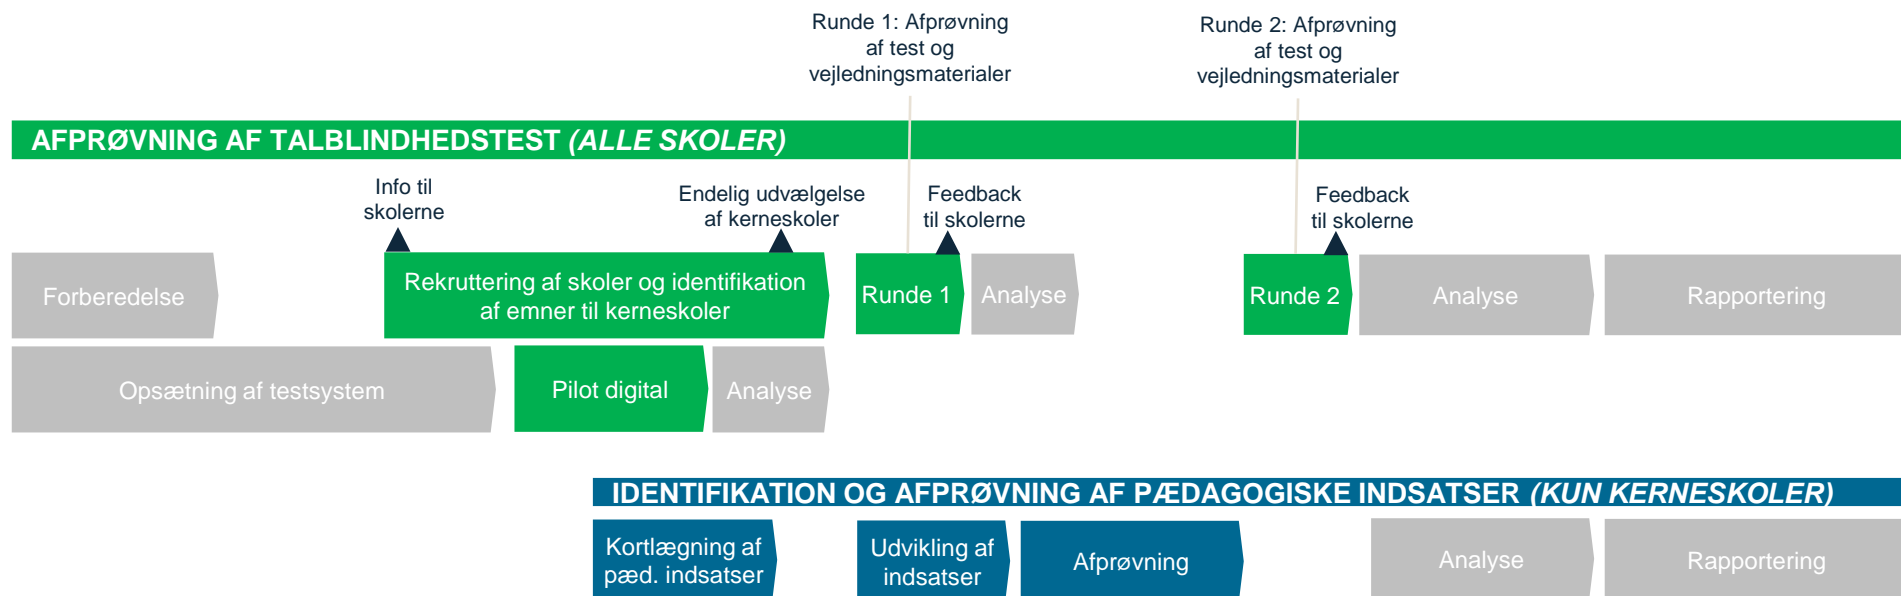 Runde 1: Afprøvning
af test og
vejledningsmaterialer
Runde 2: Afprøvning
af test og
vejledningsmaterialer
AFPRØVNING AF TALBLINDHEDSTEST (ALLE SKOLER)
Info til
skolerne
Endelig udvælgelse
af kerneskoler
Feedback
til skolerne
Feedback
til skolerne
Forberedelse
Rekruttering af skoler og identifikation
af emner til kerneskoler
Runde 1
Analyse
Runde 2
Analyse
Rapportering
Opsætning af testsystem
Pilot digital
Analyse
IDENTIFIKATION OG AFPRØVNING AF PÆDAGOGISKE INDSATSER (KUN KERNESKOLER)
Kortlægning af
pæd. indsatser
Udvikling af
indsatser
Afprøvning
Analyse
Rapportering